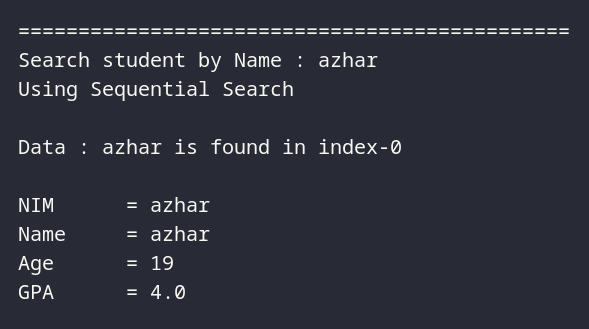 ==============================================
Search student by Name : azhar
Using Sequential Search
Data : azhar is found in index-0
NIM      = azhar
Name     = azhar
Age      = 19
GPA      = 4.0